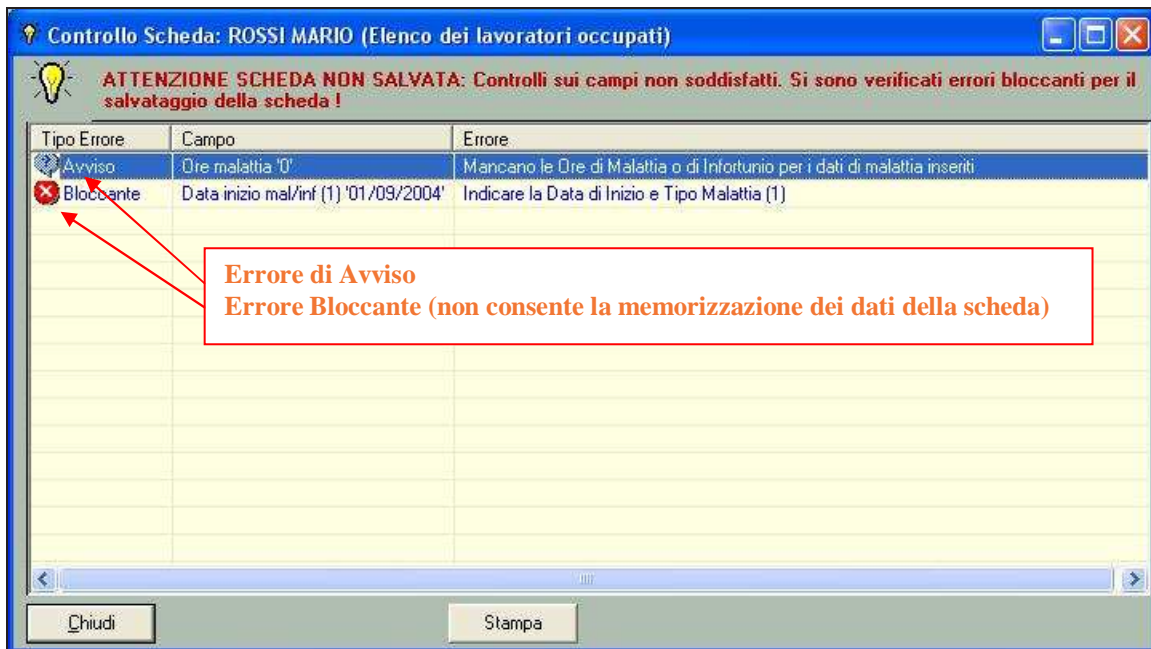 Controllo Scheda: ROSSI MARIO (Elenco dei lavoratori occupati)
ATTENZIONE SCHEDA NON SALVATA: Controlli sui campi non soddisfatti. Si sono verificati errori bloccanti per il
salvataggio della scheda !
Tipo Errore Campo Errore
Avviso Ore malattia '0' Mancano le Ore di Malattia o di Infortunio per i dati di malattia inseriti
Bloccante Data inizio mal/inf (1) '01/09/2004' Indicare la Data di Inizio e Tipo Malattia (1)
Errore di Avviso
Errore Bloccante (non consente la memorizzazione dei dati della scheda)
Chiudi Stampa